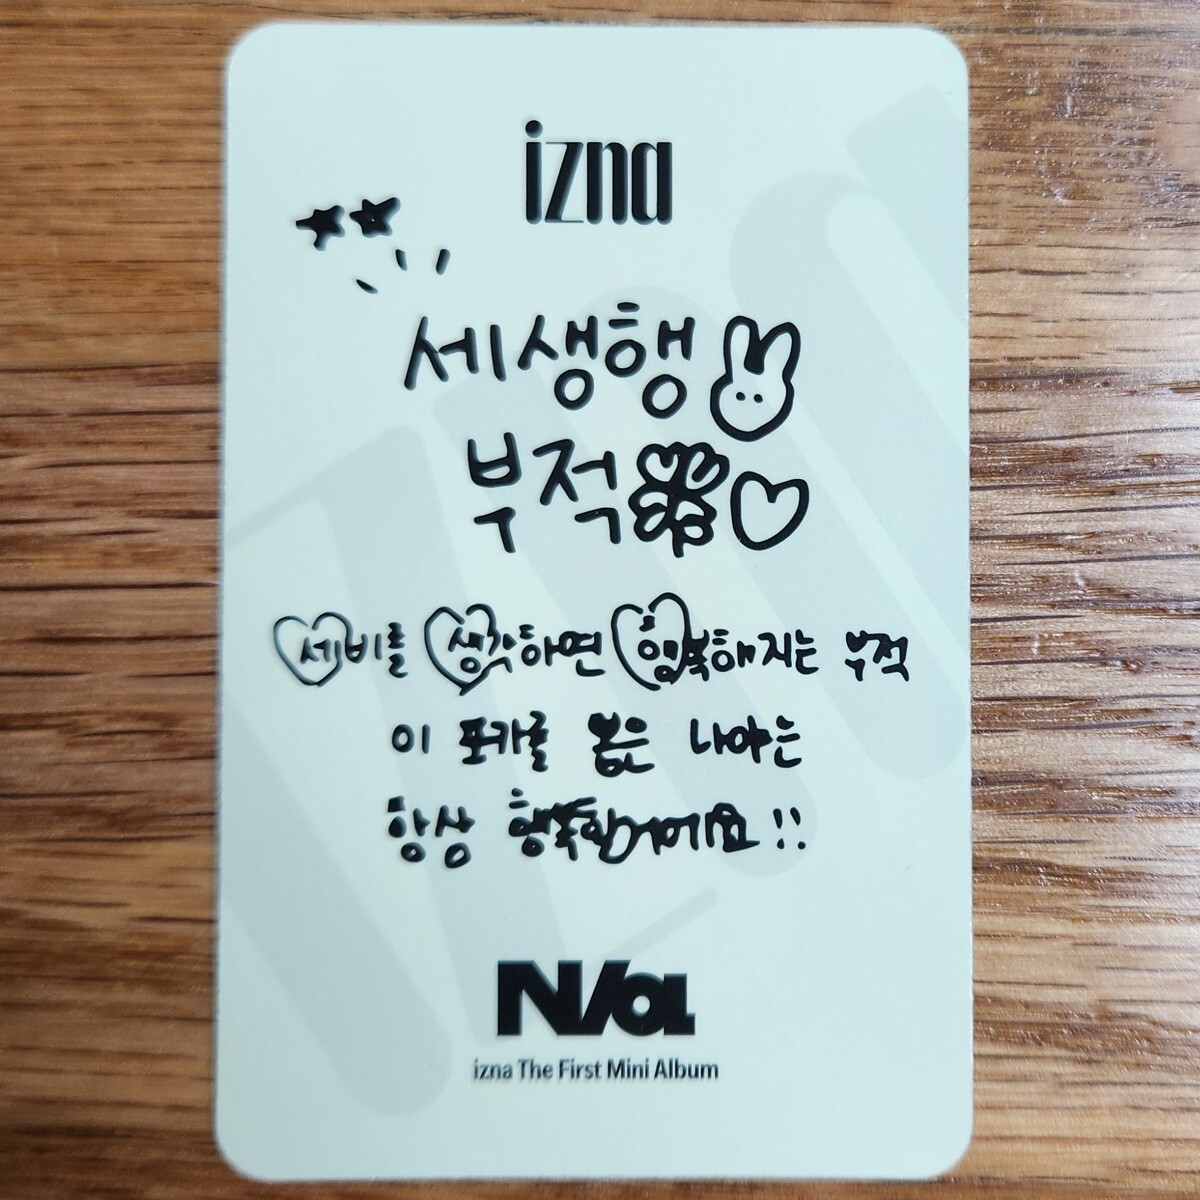 izna
세생행
부적
세비를 생각하면 행복해지는 부적
이 포카를 뽑은 나야는
항상 행복한거에요!!
N/a
izna The First Mini Album